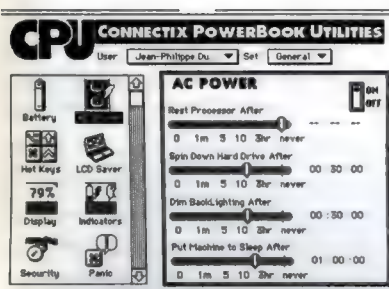 CPU CONNECTIX POWERBOOK UTILITIES
User Jean-Philippe Du. Set General
Battery
Hot Keys LCD Saver
79%
Display Indicators
Security Panic
AC POWER
ON
OFF
Rest Processor After
0 1m 5 10 3hr never -- -- --
Spin Down Hard Drive After
0 1m 5 10 3hr never 00 30 00
Dim BackLighting After
0 1m 5 10 3hr never 00:30:00
Put Machine to Sleep After
0 1m 5 10 3hr never 01:00:00